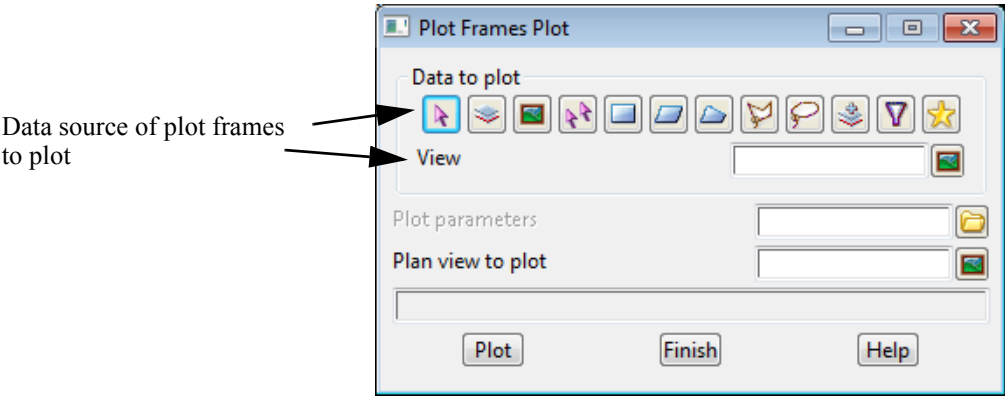 Plot Frames Plot
Data to plot
Data source of plot frames
to plot
View
Plot parameters
Plan view to plot
Plot
Finish
Help